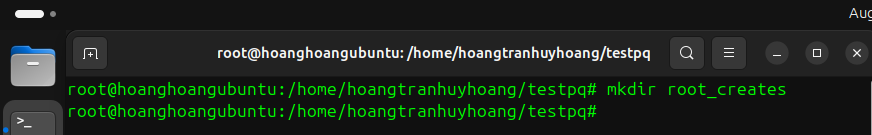 Aug
root@hoanghoangubuntu: /home/hoangtranhuyhoang/testpq
root@hoanghoangubuntu:/home/hoangtranhuyhoang/testpq# mkdir root_creates
root@hoanghoangubuntu:/home/hoangtranhuyhoang/testpq#
>_